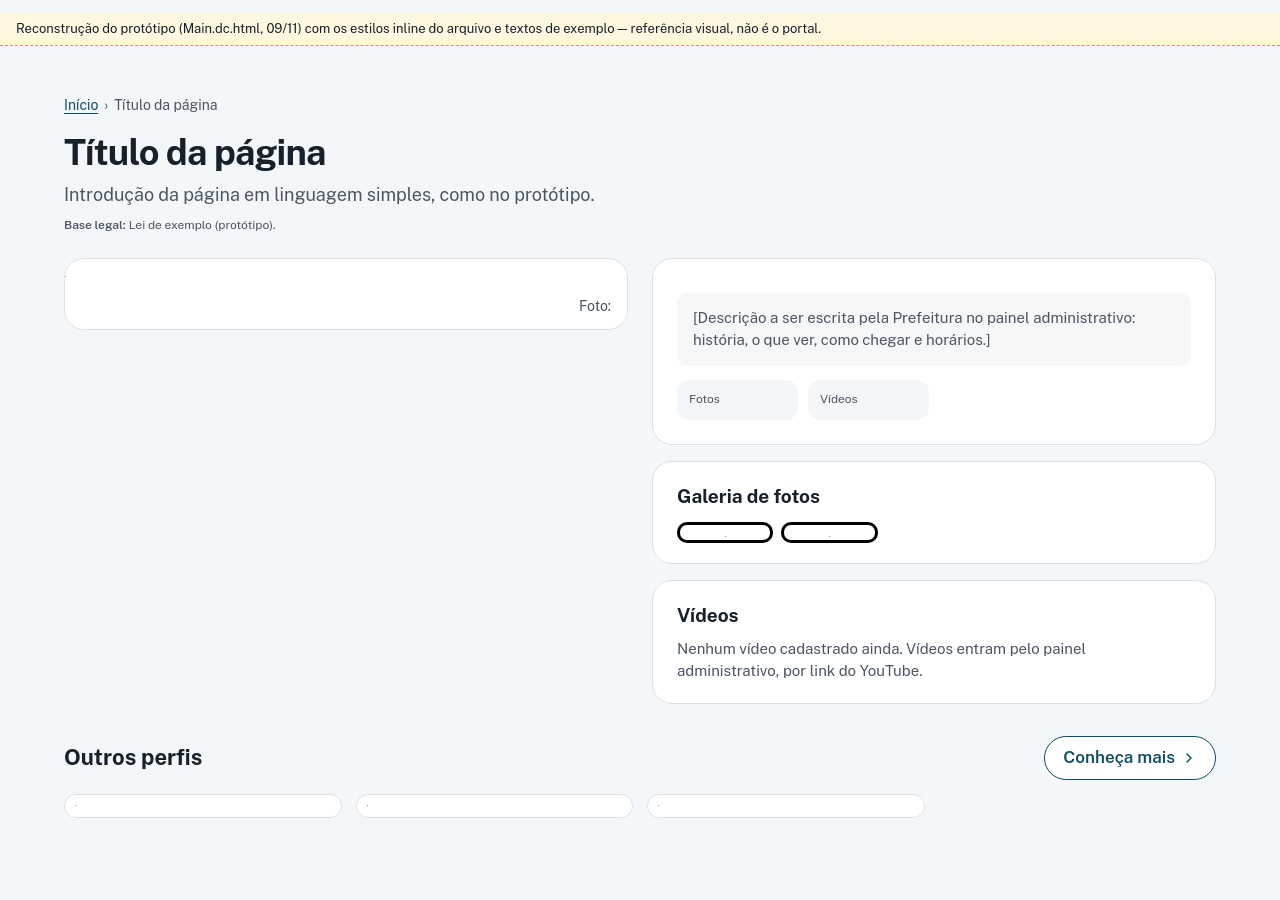 Reconstrução do protótipo (Main.dc.html, 09/11) com os estilos inline do arquivo e textos de exemplo — referência visual, não é o portal.
Início › Título da página
Título da página
Introdução da página em linguagem simples, como no protótipo.
Base legal: Lei de exemplo (protótipo).
Foto:
[Descrição a ser escrita pela Prefeitura no painel administrativo:
história, o que ver, como chegar e horários.]
Fotos
Vídeos
Galeria de fotos
Vídeos
Nenhum vídeo cadastrado ainda. Vídeos entram pelo painel
administrativo, por link do YouTube.
Outros perfis
Conheça mais